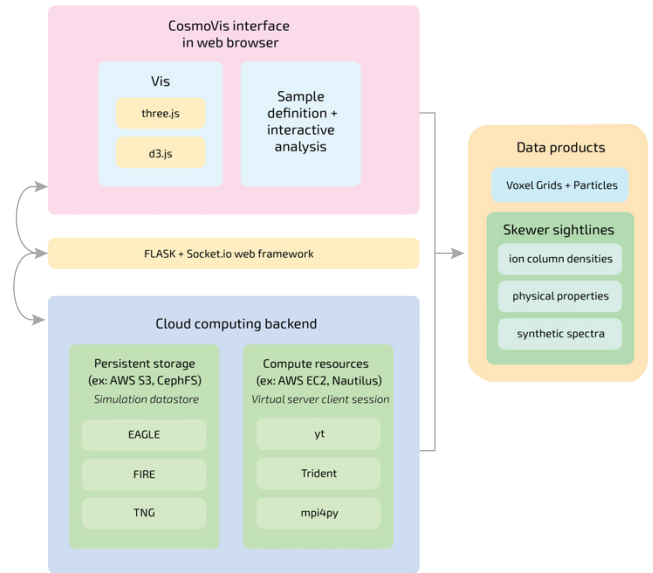 CosmoVis interface
in web browser
Vis
three.js
d3.js
Sample
definition +
interactive
analysis
FLASK + Socket.io web framework
Cloud computing backend
Persistent storage
(ex: AWS S3, CephFS)
Simulation datastore
EAGLE
FIRE
TNG
Compute resources
(ex: AWS EC2, Nautilus)
Virtual server client session
yt
Trident
mpi4py
Data products
Voxel Grids + Particles
Skewer sightlines
ion column densities
physical properties
synthetic spectra